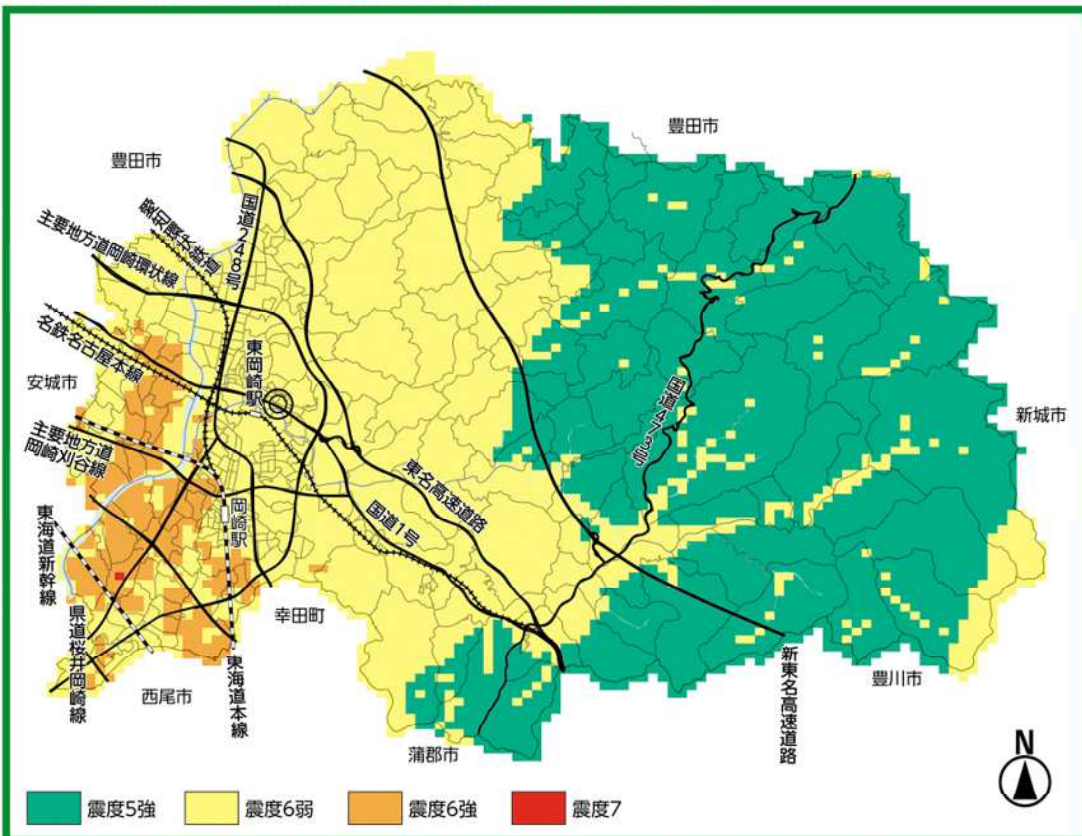 豊田市
豊田市
国道248号
愛知環状鉄道
主要地方道岡崎環状線
名鉄名古屋本線
東岡崎駅
安城市
主要地方道
岡崎刈谷線
国道473号
新城市
東名高速道路
国道1号
岡崎駅
東海道新幹線
幸田町
県道桜井岡崎線
西尾市
東海道本線
新東名高速道路
豊川市
蒲郡市
N
震度5強
震度6弱
震度6強
震度7